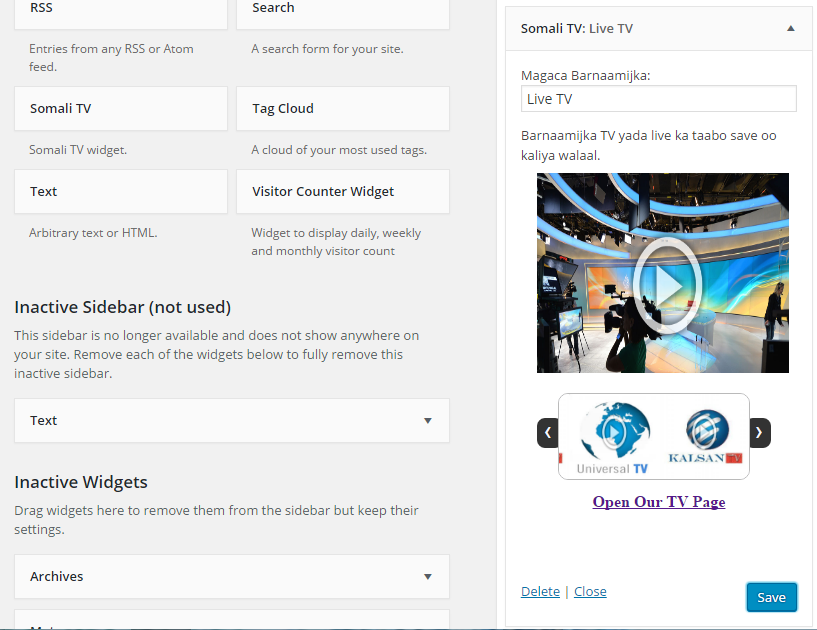 RSS
Search
Entries from any RSS or Atom
feed.
A search form for your site.
Somali TV
Tag Cloud
Somali TV widget.
A cloud of your most used tags.
Text
Visitor Counter Widget
Arbitrary text or HTML.
Widget to display daily, weekly
and monthly visitor count
Inactive Sidebar (not used)
This sidebar is no longer available and does not show anywhere on
your site. Remove each of the widgets below to fully remove this
inactive sidebar.
Text
Inactive Widgets
Drag widgets here to remove them from the sidebar but keep their
settings.
Archives
Somali TV: Live TV
Magaca Barnaamijka:
Live TV
Barnaamijka TV yada live ka taabo save oo
kaliya walaal.
Universal TV
KALSAN
Open Our TV Page
Delete | Close
Save